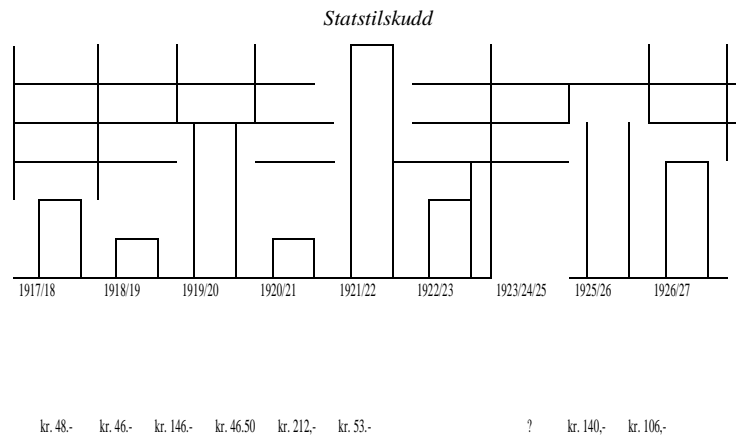 Statstilskudd
1917/18 1918/19 1919/20 1920/21 1921/22 1922/23 1923/24/25 1925/26 1926/27
kr. 48.- kr. 46.- kr. 146.- kr. 46.50 kr. 212,- kr. 53.- ? kr. 140,- kr. 106,-